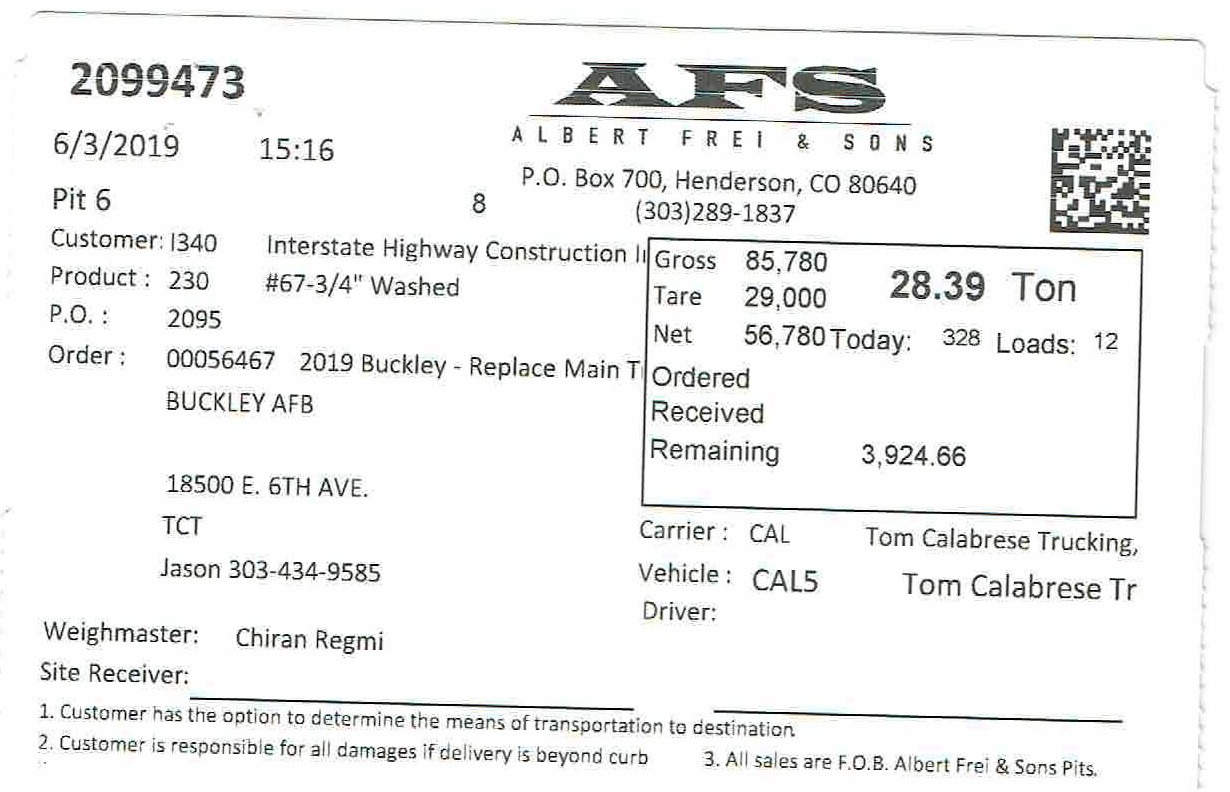 2099473
AFS
ALBERT FREI & SONS
6/3/2019 15:16
P.O. Box 700, Henderson, CO 80640
Pit 6 8
(303)289-1837
Customer: I340 Interstate Highway Construction I
Product : 230 #67-3/4" Washed
P.O. : 2095
Order : 00056467 2019 Buckley - Replace Main T
BUCKLEY AFB
18500 E. 6TH AVE.
TCT
Jason 303-434-9585
Gross 85,780 28.39 Ton
Tare 29,000
Net 56,780 Today: 328 Loads: 12
Ordered
Received
Remaining 3,924.66
Carrier : CAL Tom Calabrese Trucking,
Vehicle : CAL5 Tom Calabrese Tr
Driver:
Weighmaster: Chiran Regmi
Site Receiver:
1. Customer has the option to determine the means of transportation to destination.
2. Customer is responsible for all damages if delivery is beyond curb
3. All sales are F.O.B. Albert Frei & Sons Pits.